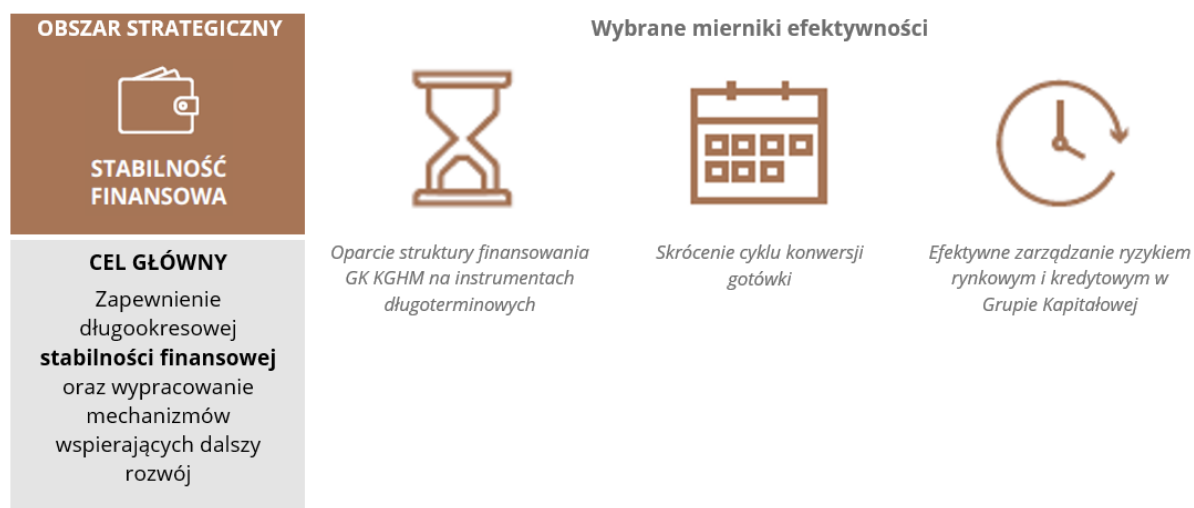 OBSZAR STRATEGICZNY
STABILNOŚĆ
FINANSOWA
CEL GŁÓWNY
Zapewnienie
długookresowej
stabilności finansowej
oraz wypracowanie
mechanizmów
wspierających dalszy
rozwój
Wybrane mierniki efektywności
Oparcie struktury finansowania
GK KGHM na instrumentach
długoterminowych
Skrócenie cyklu konwersji
gotówki
Efektywne zarządzanie ryzykiem
rynkowym i kredytowym w
Grupie Kapitałowej